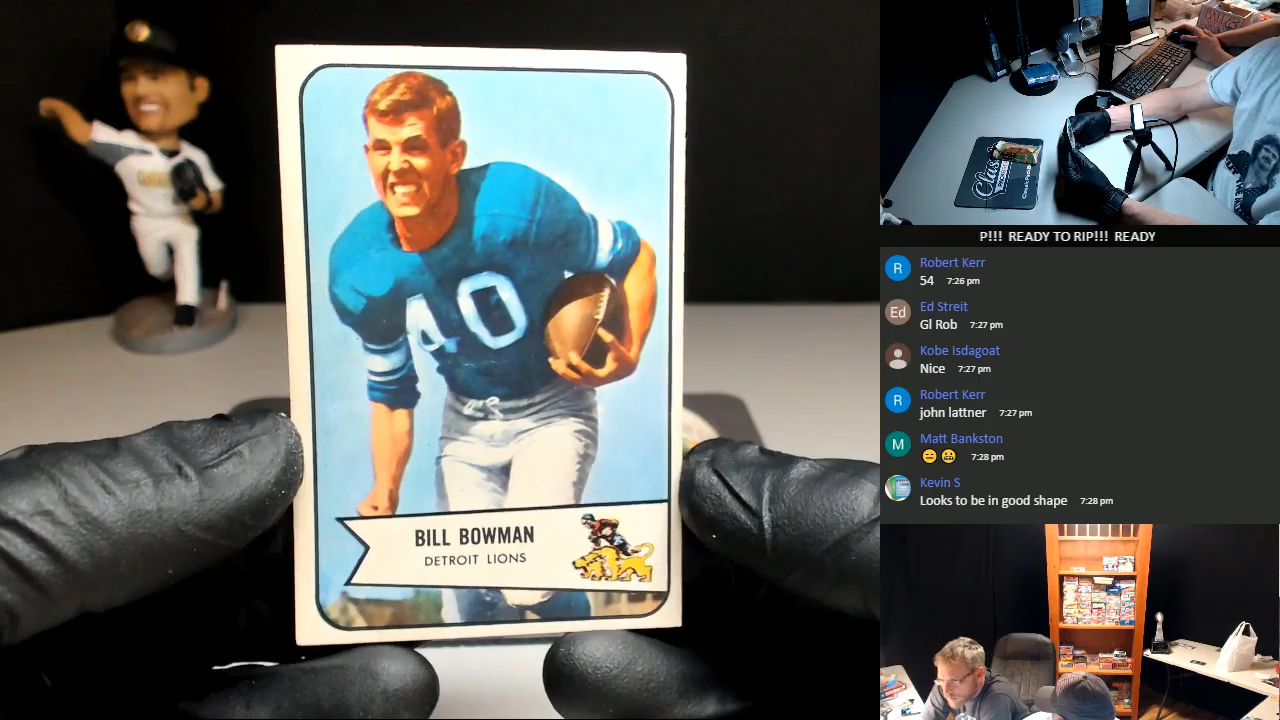 40
BILL BOWMAN
DETROIT LIONS
Classic
P!!! READY TO RIP!!! READY
R
Robert Kerr
54 7:26 pm
Ed
Ed Streit
Gl Rob 7:27 pm
Kobe Isdagoat
Nice 7:27 pm
R
Robert Kerr
john lattner 7:27 pm
M
Matt Bankston
😑 😬 7:28 pm
Kevin S
Looks to be in good shape 7:28 pm